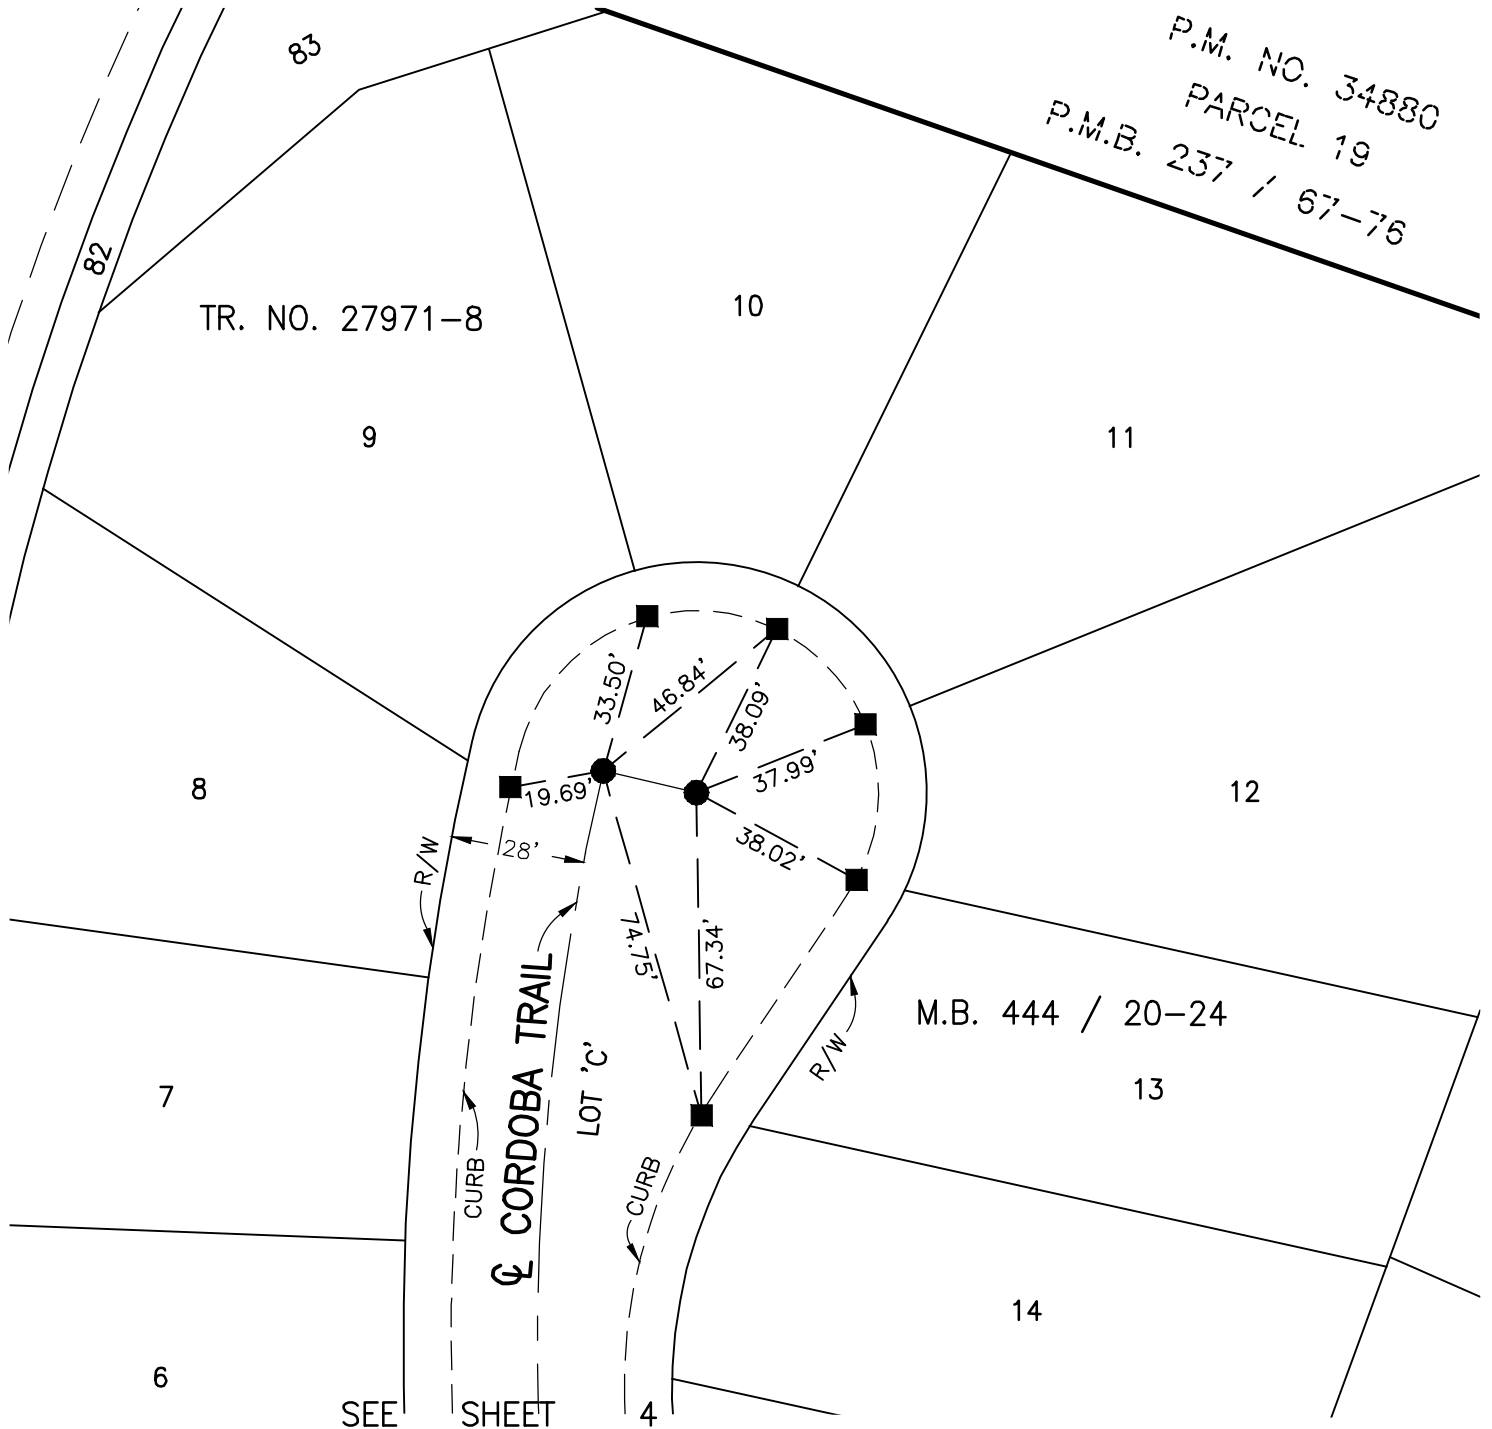 83
P.M. NO. 34880
PARCEL 19
P.M.B. 237 / 67-76
82
TR. NO. 27971-8
10
9
11
33.50'
46.84'
38.09'
37.99'
19.69'
8
12
28'
38.02'
R/W
74.75'
67.34'
℄ CORDOBA TRAIL
LOT 'C'
M.B. 444 / 20-24
R/W
7
13
CURB
CURB
14
6
SEE SHEET 4